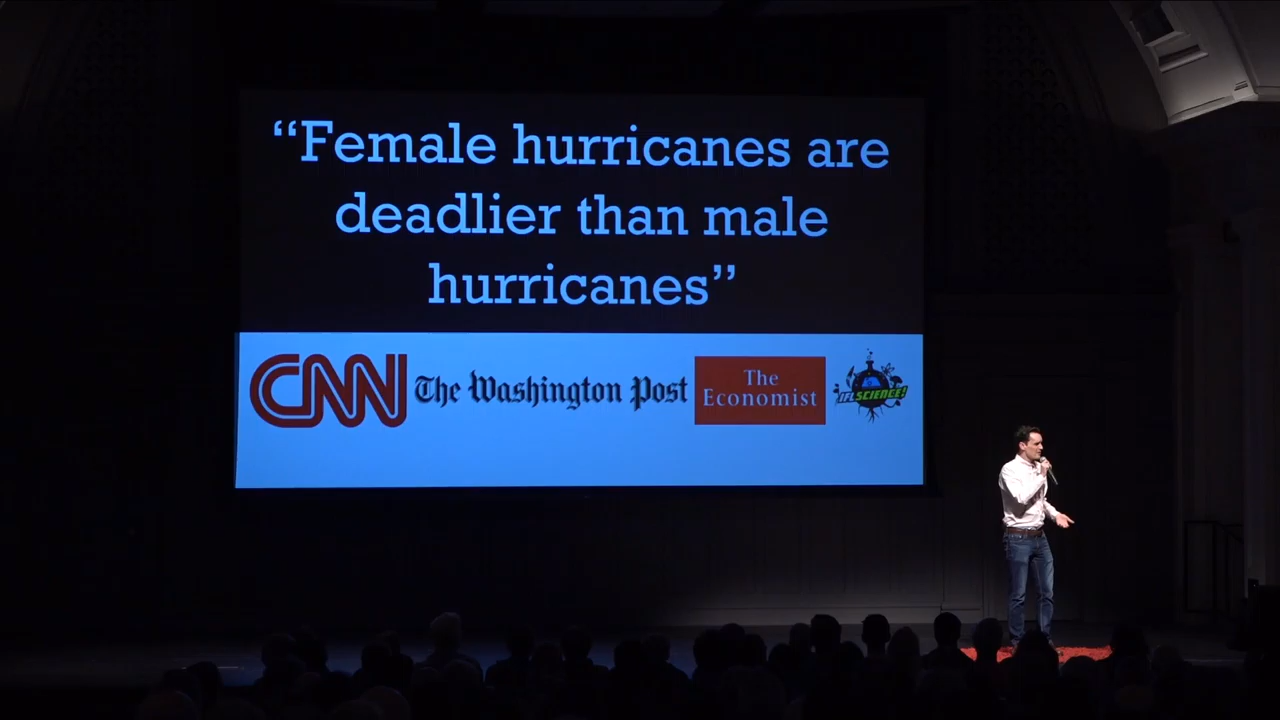 “Female hurricanes are
deadlier than male
hurricanes”
CNN
The Washington Post
The
Economist
IFLSCIENCE!